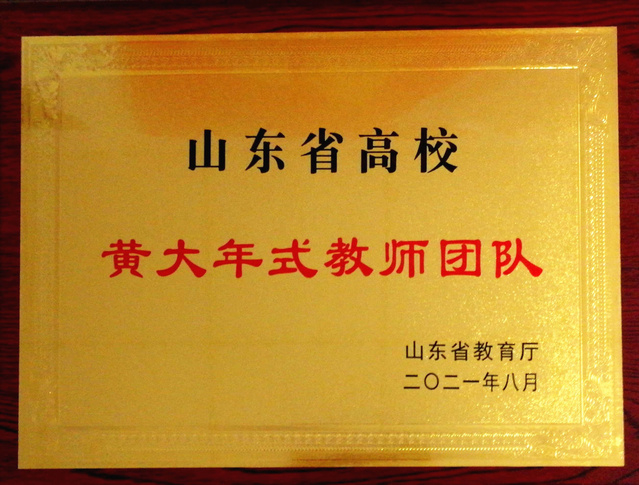 山东省高校
黄大年式教师团队
山东省教育厅
二〇二一年八月